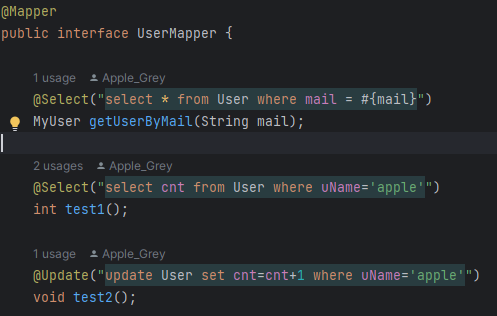 @Mapper
public interface UserMapper {
1 usage Apple_Grey
@Select("select * from User where mail = #{mail}")
MyUser getUserByMail(String mail);
2 usages Apple_Grey
@Select("select cnt from User where uName='apple'")
int test1();
1 usage Apple_Grey
@Update("update User set cnt=cnt+1 where uName='apple'")
void test2();